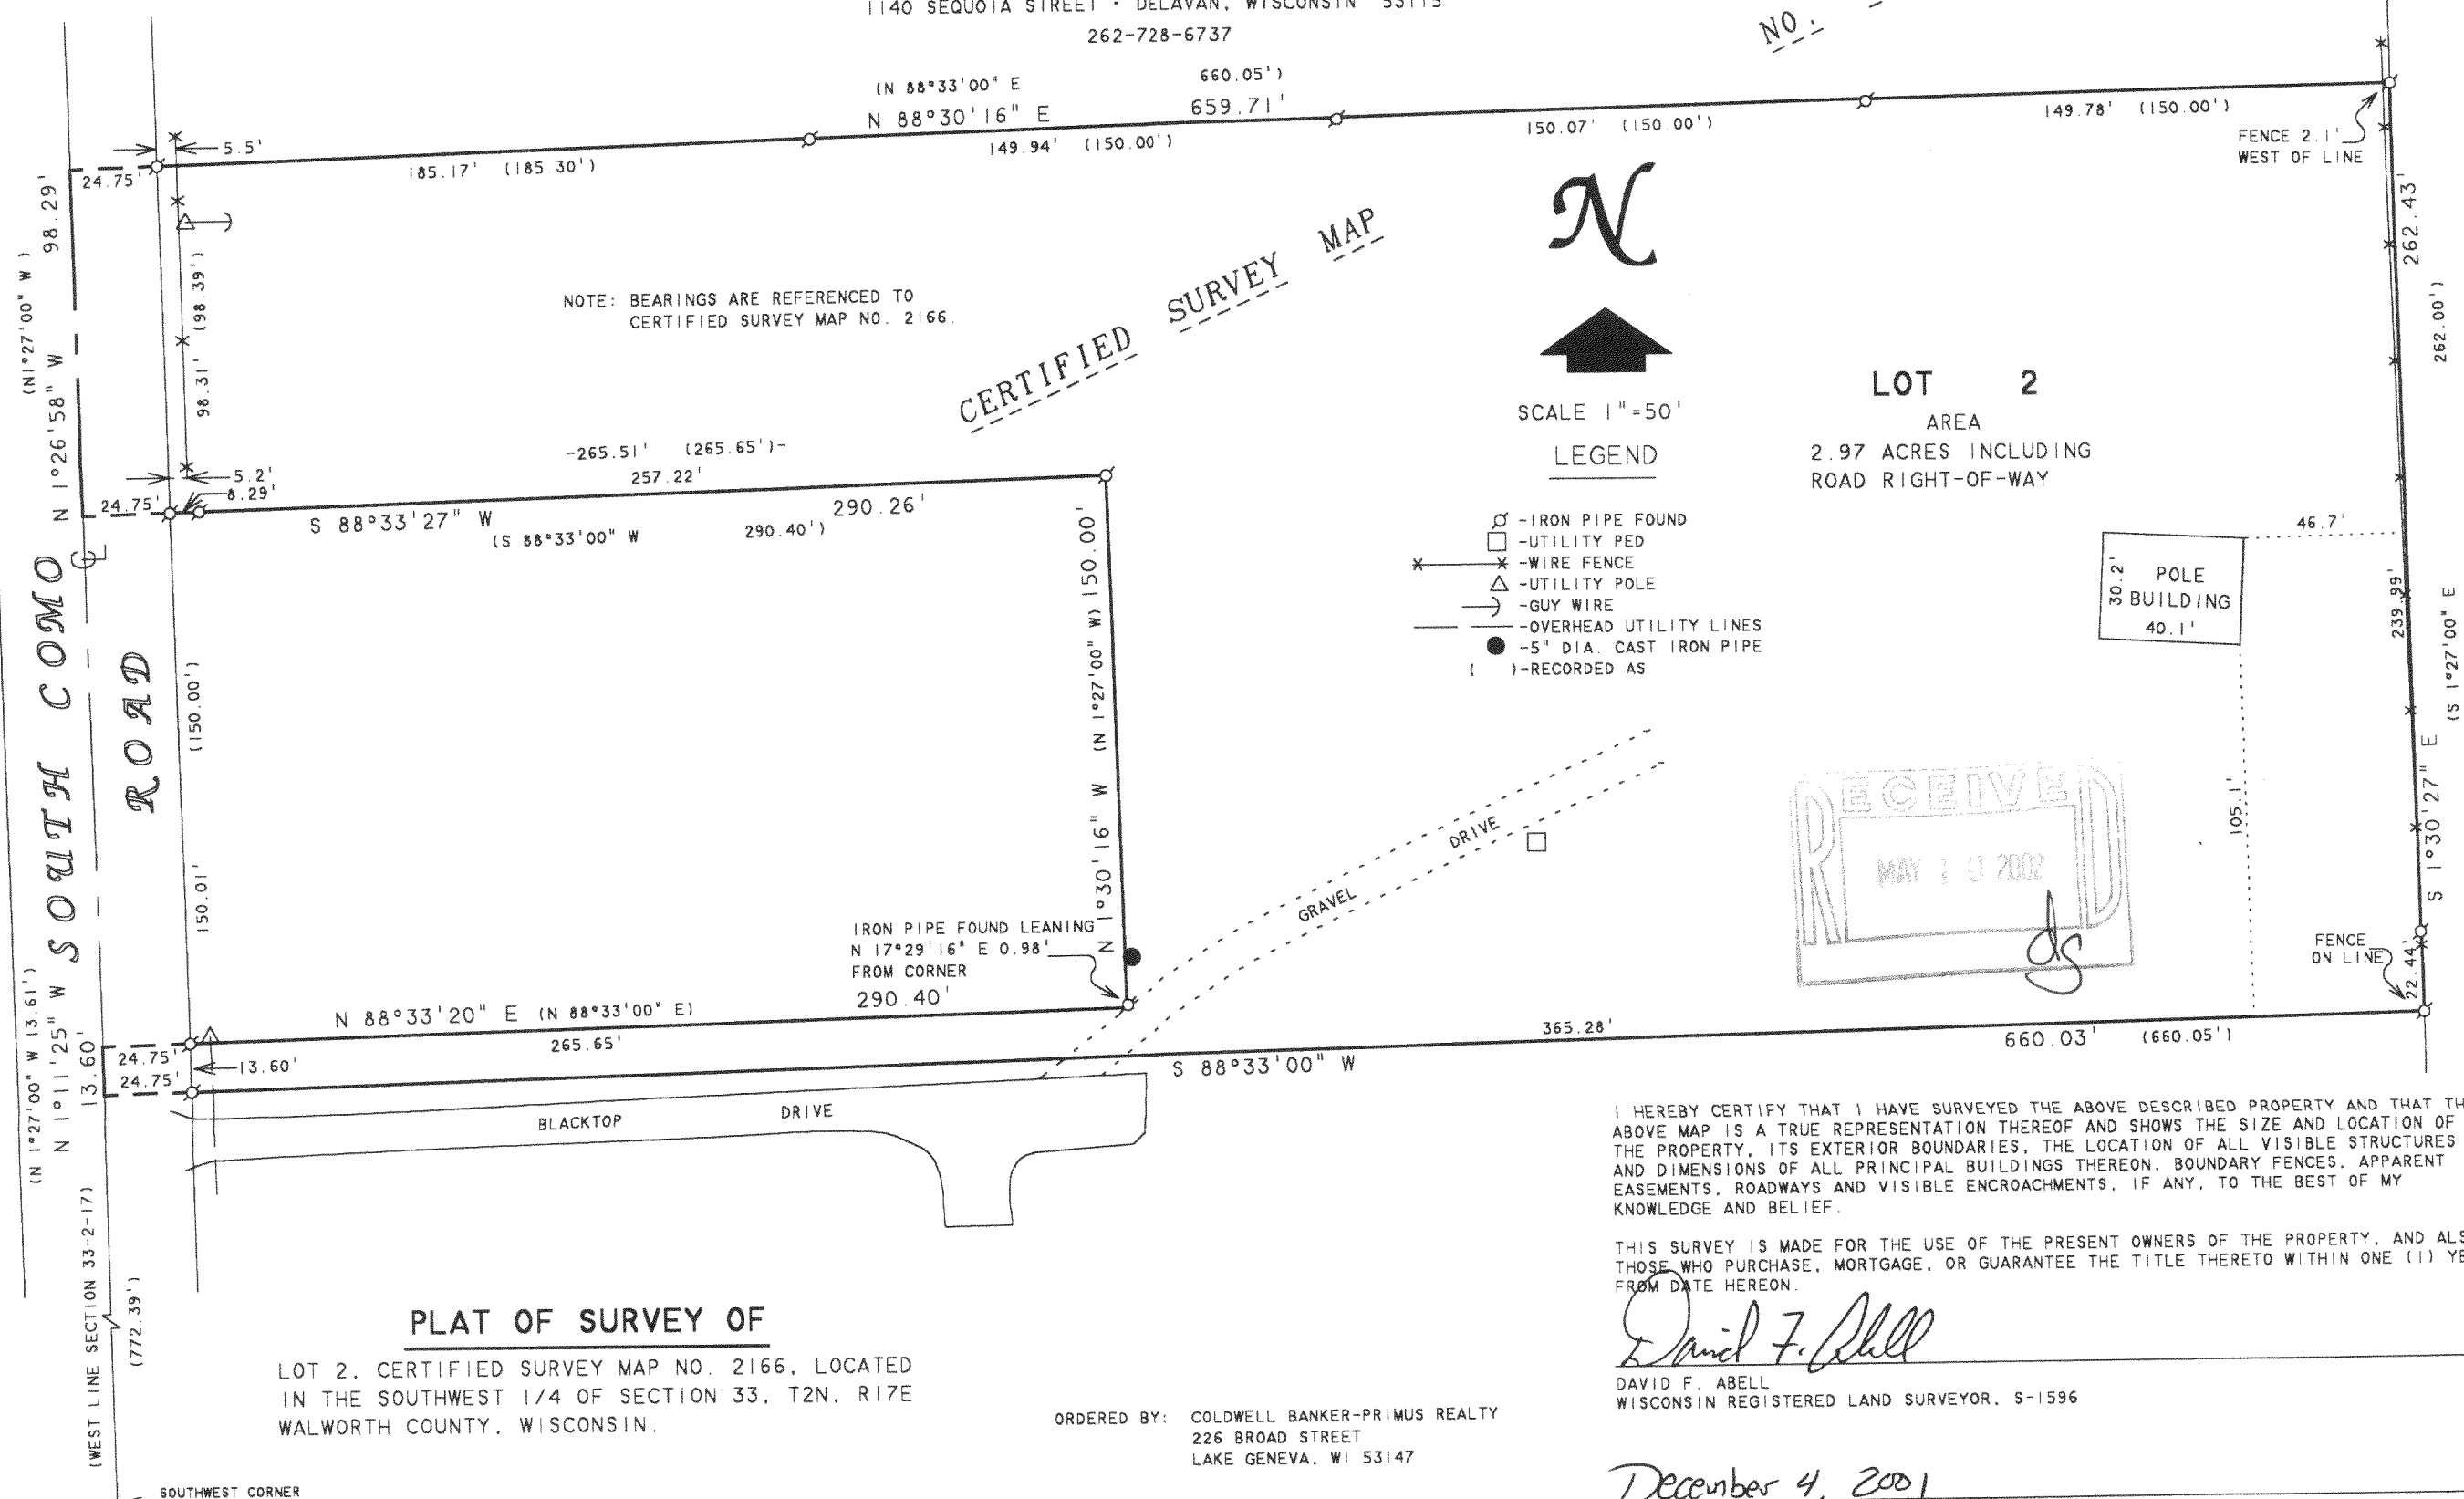 1140 SEQUOIA STREET • DELAVAN, WISCONSIN 53115
262-728-6737
NO.
(N 88°33'00" E 660.05')
N 88°30'16" E 659.71'
185.17' (185.30')
149.94' (150.00')
150.07' (150.00')
149.78' (150.00')
FENCE 2.1'
WEST OF LINE
5.5'
24.75'
98.29'
(N1°27'00" W )
N 1°26'58" W
98.31' (98.39')
NOTE: BEARINGS ARE REFERENCED TO
CERTIFIED SURVEY MAP NO. 2166.
CERTIFIED SURVEY MAP
N
SCALE 1"=50'
LEGEND
-IRON PIPE FOUND
-UTILITY PED
-WIRE FENCE
-UTILITY POLE
-GUY WIRE
-OVERHEAD UTILITY LINES
-5" DIA. CAST IRON PIPE
( )-RECORDED AS
LOT 2
AREA
2.97 ACRES INCLUDING
ROAD RIGHT-OF-WAY
262.43'
262.00')
239.99'
(S 1°27'00" E
S 1°30'27" E
46.7'
30.2'
POLE
BUILDING
40.1'
105.1'
-265.51' (265.65')-
257.22'
5.2'
8.29'
24.75'
S 88°33'27" W 290.26'
(S 88°33'00" W 290.40')
CL
SOUTH COMO
ROAD
(150.00')
150.01'
N 1°30'16" W (N 1°27'00" W) 150.00'
IRON PIPE FOUND LEANING
N 17°29'16" E 0.98'
FROM CORNER
290.40'
N 88°33'20" E (N 88°33'00" E)
265.65'
GRAVEL DRIVE
RECEIVED
MAY 10 2002
ds
FENCE
ON LINE
22.44'
24.75'
24.75'
13.60'
13.60'
(N 1°27'00" W 13.61')
N 1°11'25" W
365.28'
S 88°33'00" W
660.03' (660.05')
BLACKTOP DRIVE
(WEST LINE SECTION 33-2-17)
(772.39')
I HEREBY CERTIFY THAT I HAVE SURVEYED THE ABOVE DESCRIBED PROPERTY AND THAT TH
ABOVE MAP IS A TRUE REPRESENTATION THEREOF AND SHOWS THE SIZE AND LOCATION OF
THE PROPERTY, ITS EXTERIOR BOUNDARIES, THE LOCATION OF ALL VISIBLE STRUCTURES
AND DIMENSIONS OF ALL PRINCIPAL BUILDINGS THEREON, BOUNDARY FENCES, APPARENT
EASEMENTS, ROADWAYS AND VISIBLE ENCROACHMENTS, IF ANY, TO THE BEST OF MY
KNOWLEDGE AND BELIEF.
THIS SURVEY IS MADE FOR THE USE OF THE PRESENT OWNERS OF THE PROPERTY, AND ALS
THOSE WHO PURCHASE, MORTGAGE, OR GUARANTEE THE TITLE THERETO WITHIN ONE (1) YE
FROM DATE HEREON.
David F. Abell
DAVID F. ABELL
WISCONSIN REGISTERED LAND SURVEYOR, S-1596
December 4, 2001
PLAT OF SURVEY OF
LOT 2, CERTIFIED SURVEY MAP NO. 2166, LOCATED
IN THE SOUTHWEST 1/4 OF SECTION 33, T2N, R17E
WALWORTH COUNTY, WISCONSIN.
ORDERED BY: COLDWELL BANKER-PRIMUS REALTY
226 BROAD STREET
LAKE GENEVA, WI 53147
SOUTHWEST CORNER